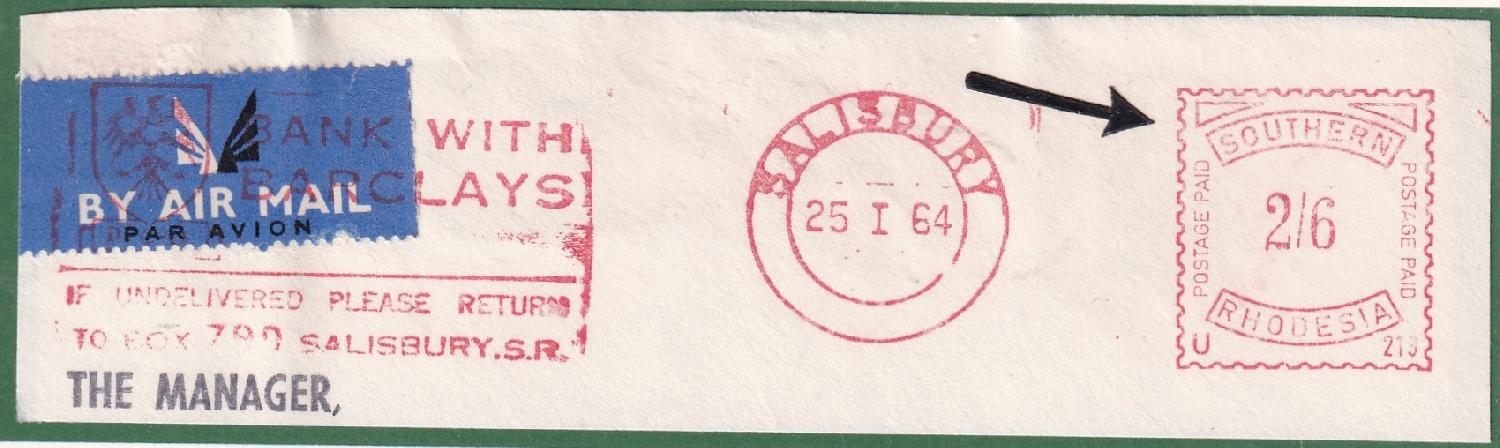 BANK WITH
BARCLAYS
BY AIR MAIL
PAR AVION
IF UNDELIVERED PLEASE RETURN
TO BOX 790 SALISBURY.S.R.
THE MANAGER,
SALISBURY
25 I 64
SOUTHERN
POSTAGE PAID
2/6
POSTAGE PAID
RHODESIA
U 213